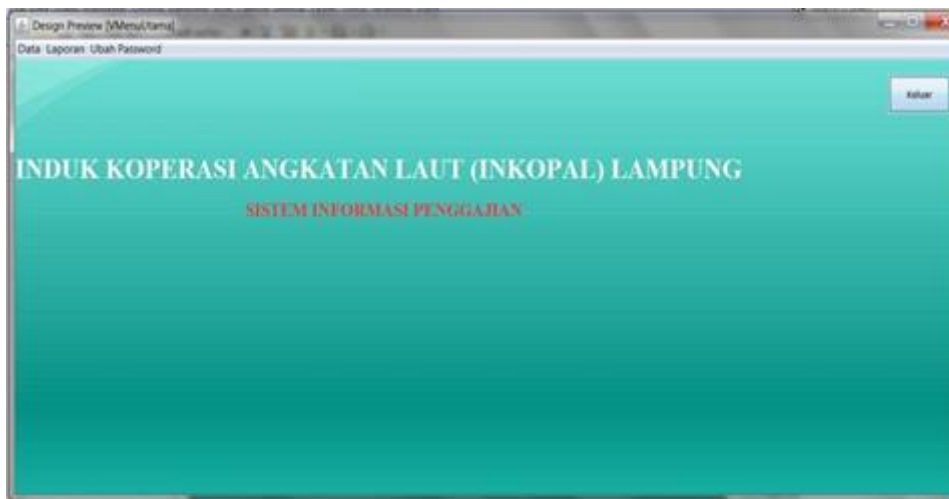 Design Preview [VMenuUtama]
Data Laporan Ubah Password
Keluar
INDUK KOPERASI ANGKATAN LAUT (INKOPAL) LAMPUNG
SISTEM INFORMASI PENGGAJIAN